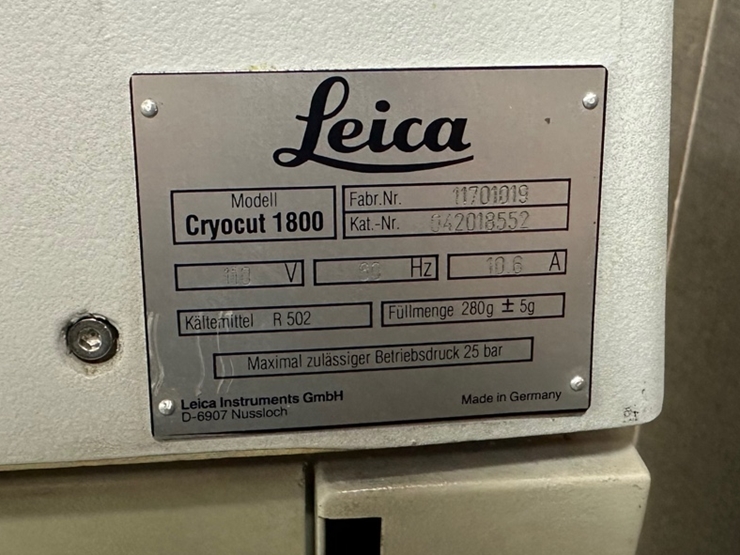 Leica
Modell
Cryocut 1800
Fabr.Nr. 11701019
Kat.-Nr. 042018552
110 V
Hz
10.6 A
Kältemittel R 502
Füllmenge 280g ± 5g
Maximal zulässiger Betriebsdruck 25 bar
Leica Instruments GmbH
D-6907 Nussloch
Made in Germany